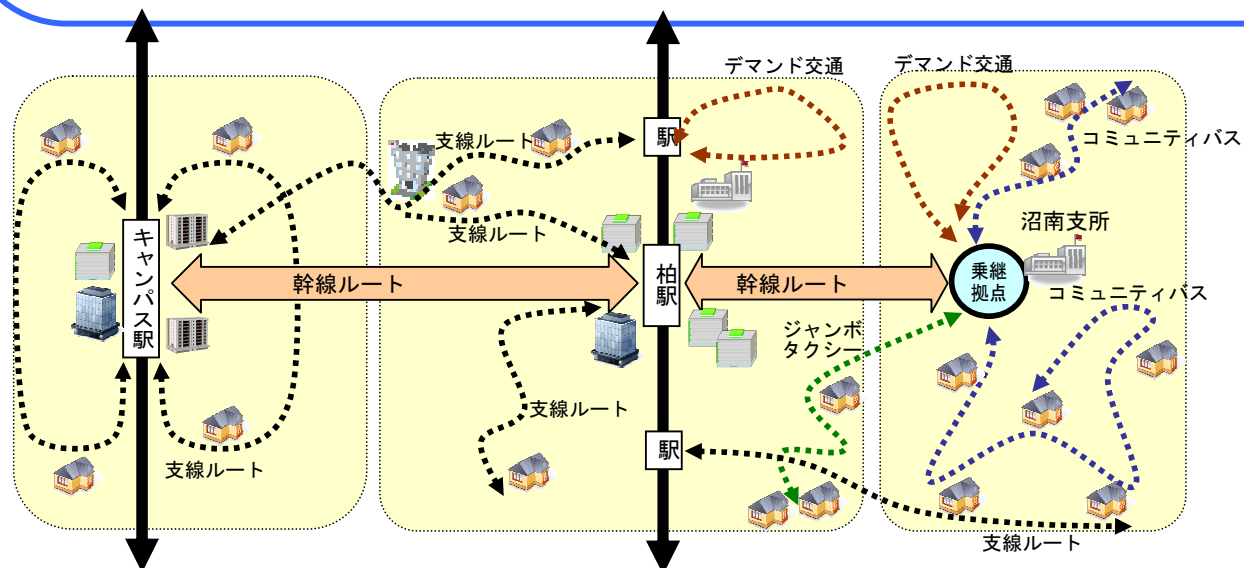 デマンド交通
デマンド交通
支線ルート
駅
コミュニティバス
支線ルート
沼南支所
キャンパス駅
幹線ルート
柏駅
幹線ルート
乗継
拠点
コミュニティバス
ジャンボ
タクシー
支線ルート
駅
支線ルート
支線ルート